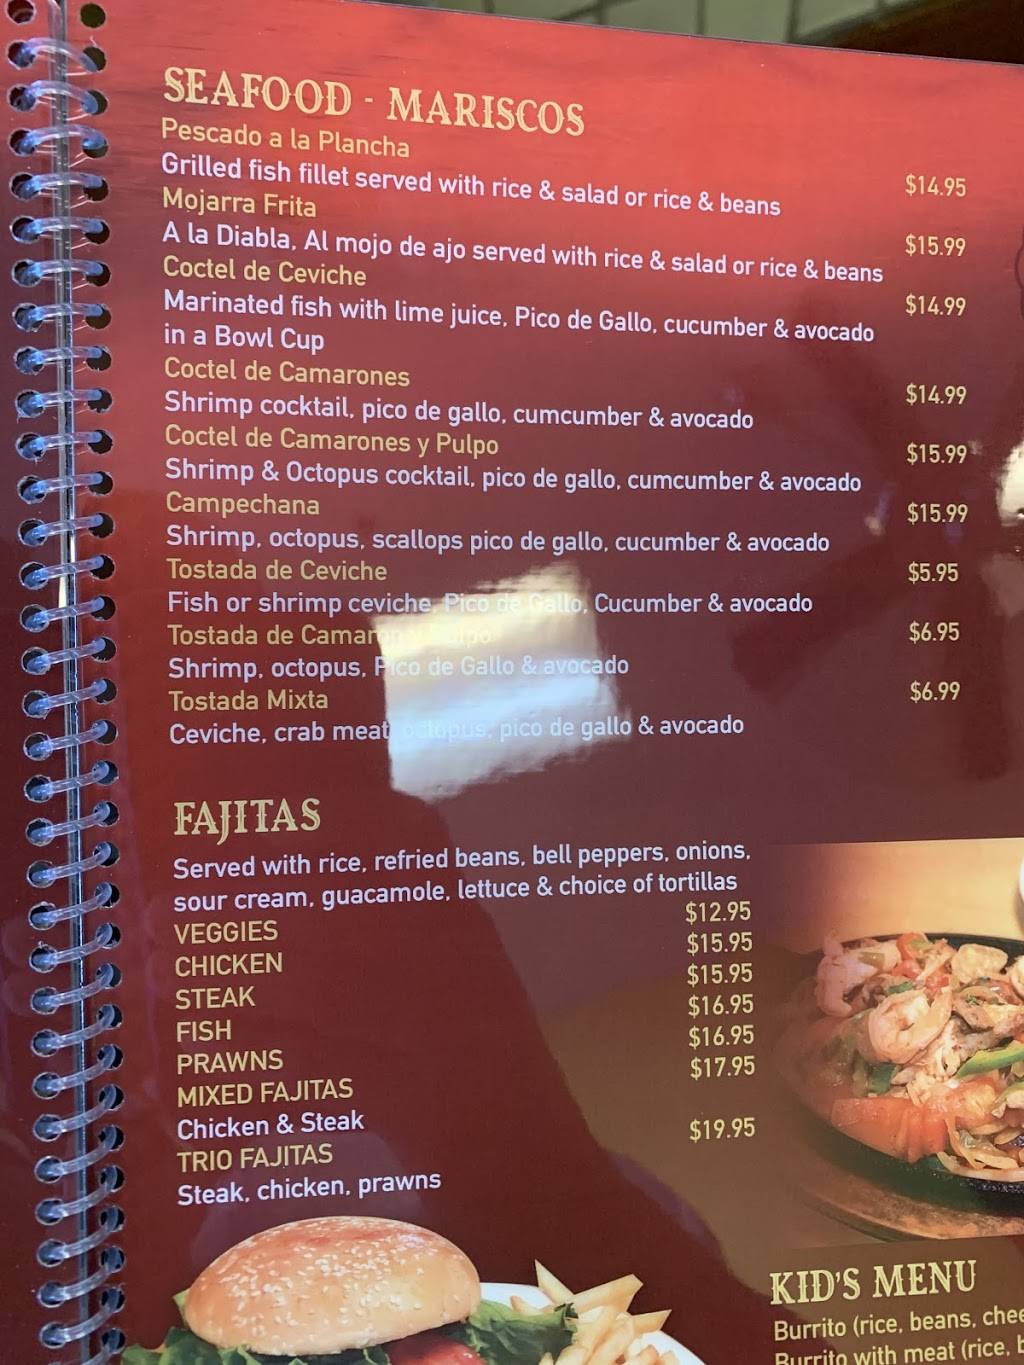 SEAFOOD - MARISCOS
Pescado a la Plancha $14.95
Grilled fish fillet served with rice & salad or rice & beans
Mojarra Frita $15.99
A la Diabla, Al mojo de ajo served with rice & salad or rice & beans
Coctel de Ceviche $14.99
Marinated fish with lime juice, Pico de Gallo, cucumber & avocado
in a Bowl Cup
Coctel de Camarones $14.99
Shrimp cocktail, pico de gallo, cumcumber & avocado
Coctel de Camarones y Pulpo $15.99
Shrimp & Octopus cocktail, pico de gallo, cumcumber & avocado
Campechana $15.99
Shrimp, octopus, scallops pico de gallo, cucumber & avocado
Tostada de Ceviche $5.95
Fish or shrimp ceviche, Pico de Gallo, Cucumber & avocado
Tostada de Camaron y Pulpo $6.95
Shrimp, octopus, Pico de Gallo & avocado
Tostada Mixta $6.99
Ceviche, crab meat, octopus, pico de gallo & avocado
FAJITAS
Served with rice, refried beans, bell peppers, onions,
sour cream, guacamole, lettuce & choice of tortillas
VEGGIES $12.95
CHICKEN $15.95
STEAK $15.95
FISH $16.95
PRAWNS $16.95
MIXED FAJITAS $17.95
Chicken & Steak
TRIO FAJITAS $19.95
Steak, chicken, prawns
KID'S MENU
Burrito (rice, beans,
Burrito with meat (rice,